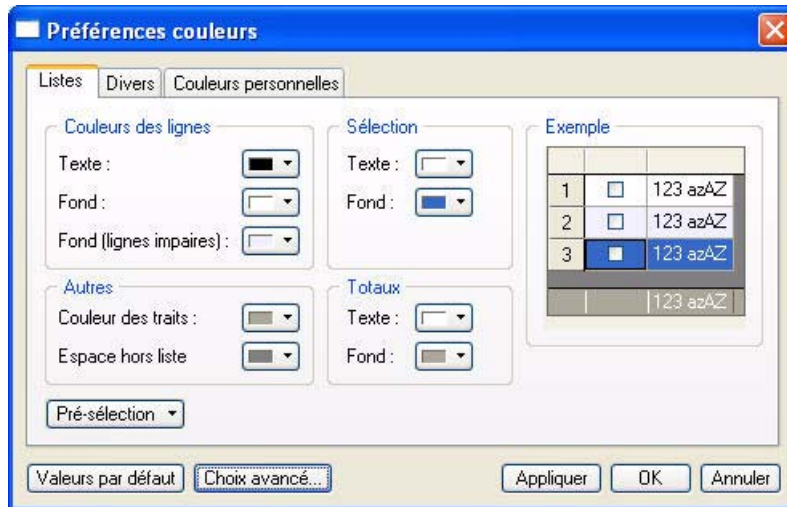 Préférences couleurs
Listes Divers Couleurs personnelles
Couleurs des lignes
Texte :
Fond :
Fond (lignes impaires) :
Sélection
Texte :
Fond :
Exemple
1 123 azAZ
2 123 azAZ
3 123 azAZ
123 azAZ
Autres
Couleur des traits :
Espace hors liste
Totaux
Texte :
Fond :
Pré-sélection
Valeurs par défaut Choix avancé... Appliquer OK Annuler